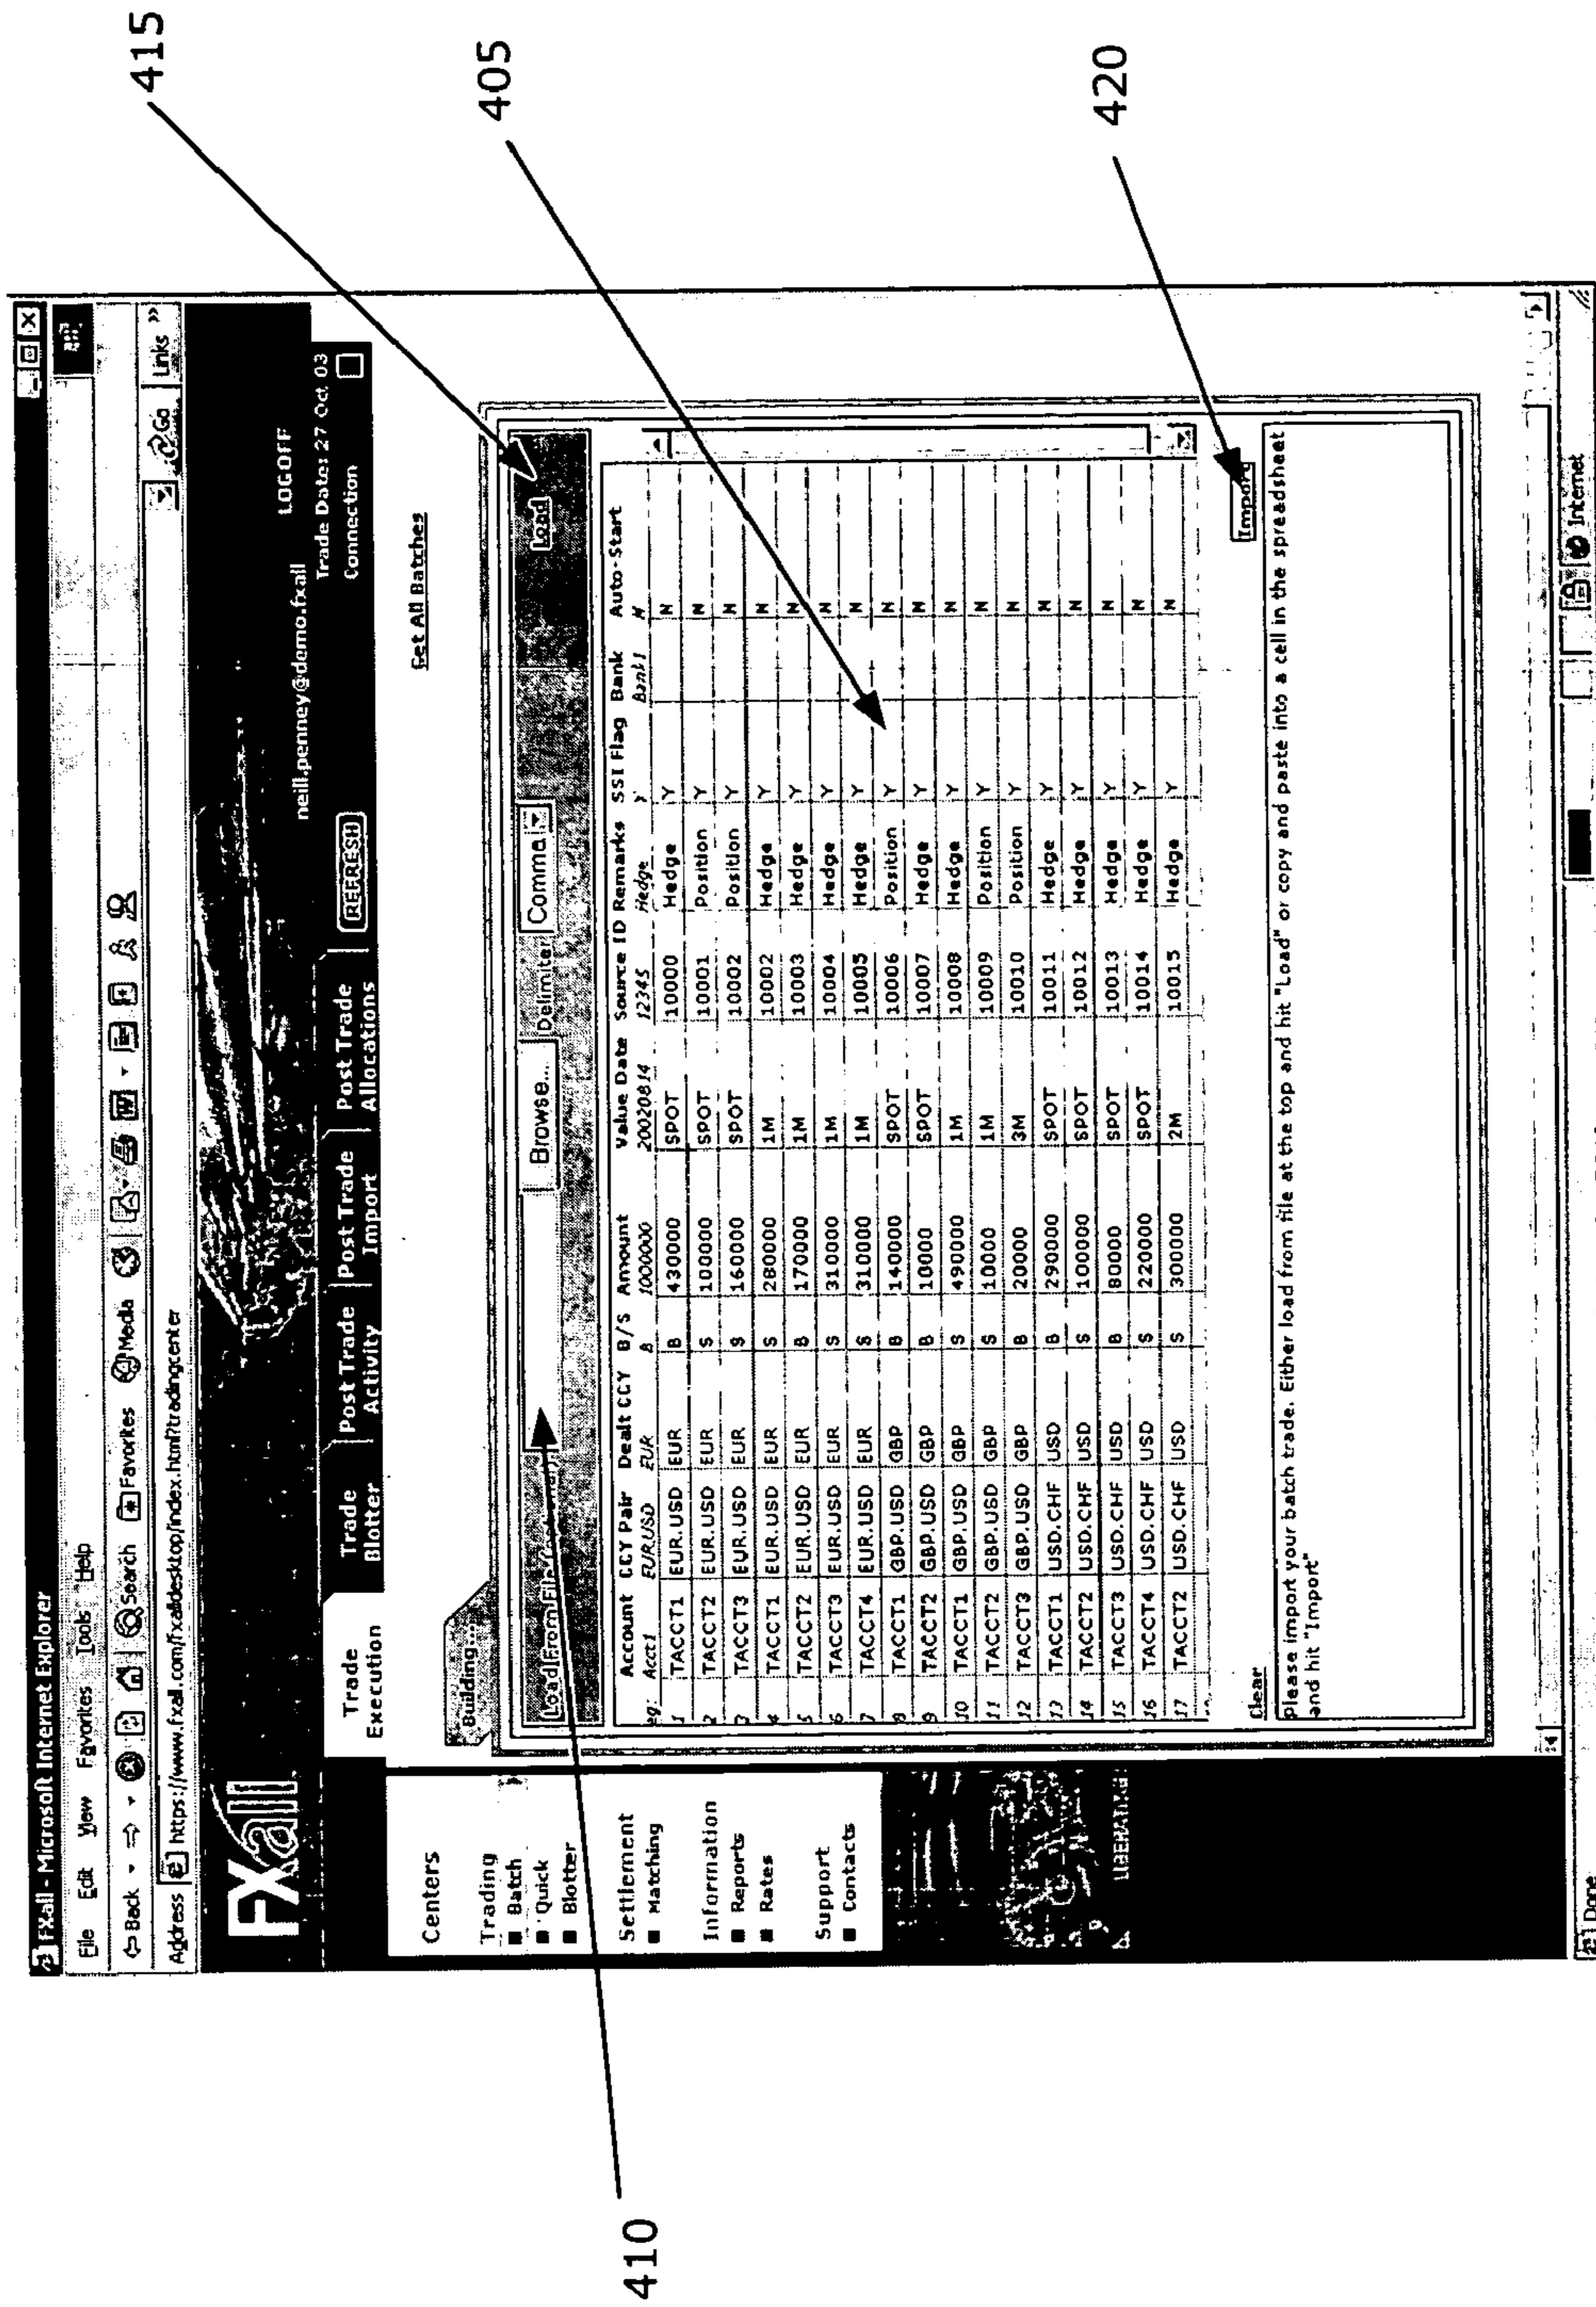 FXall - Microsoft Internet Explorer
File Edit View Favorites Tools Help
Back Search Favorites Media
Address https://www.fxall.com/fxalldesktop/index.html?tradingcenter Go Links »
FXall
neill.penney@demo.fxall LOGOFF
Trade Execution
Trade Blotter
Post Trade Activity
Post Trade Import
Post Trade Allocations
REFRESH
Trade Date: 27 Oct 03
Connection
Centers
Trading
Batch
Quick
Blotter
Settlement
Matching
Information
Reports
Rates
Support
Contacts
Get All Batches
Building...
Load From File Browse... Delimiter Comma Load
Account CCY Pair Dealt CCY B/S Amount Value Date Source ID Remarks SSI Flag Bank Auto-Start
eg: Acct1 EURUSD EUR B 1000000 20020814 12345 Hedge Y Bank1 N
1 TACCT1 EUR.USD EUR B 430000 SPOT 10000 Hedge Y N
2 TACCT2 EUR.USD EUR S 100000 SPOT 10001 Position Y N
3 TACCT3 EUR.USD EUR S 160000 SPOT 10002 Position Y N
4 TACCT1 EUR.USD EUR S 280000 1M 10002 Hedge Y N
5 TACCT2 EUR.USD EUR B 170000 1M 10003 Hedge Y N
6 TACCT3 EUR.USD EUR S 310000 1M 10004 Hedge Y N
7 TACCT4 EUR.USD EUR S 310000 1M 10005 Hedge Y N
8 TACCT1 GBP.USD GBP B 140000 SPOT 10006 Position Y N
9 TACCT2 GBP.USD GBP B 10000 SPOT 10007 Hedge Y N
10 TACCT1 GBP.USD GBP S 490000 1M 10008 Hedge Y N
11 TACCT2 GBP.USD GBP S 10000 1M 10009 Position Y N
12 TACCT3 GBP.USD GBP B 20000 3M 10010 Position Y N
13 TACCT1 USD.CHF USD B 290000 SPOT 10011 Hedge Y N
14 TACCT2 USD.CHF USD S 100000 SPOT 10012 Hedge Y N
15 TACCT3 USD.CHF USD B 80000 SPOT 10013 Hedge Y N
16 TACCT4 USD.CHF USD S 220000 SPOT 10014 Hedge Y N
17 TACCT2 USD.CHF USD S 300000 2M 10015 Hedge Y N
Clear Import
please import your batch trade. Either load from file at the top and hit "Load" or copy and paste into a cell in the spreadsheet
and hit "Import"
Done Internet
410
415
405
420